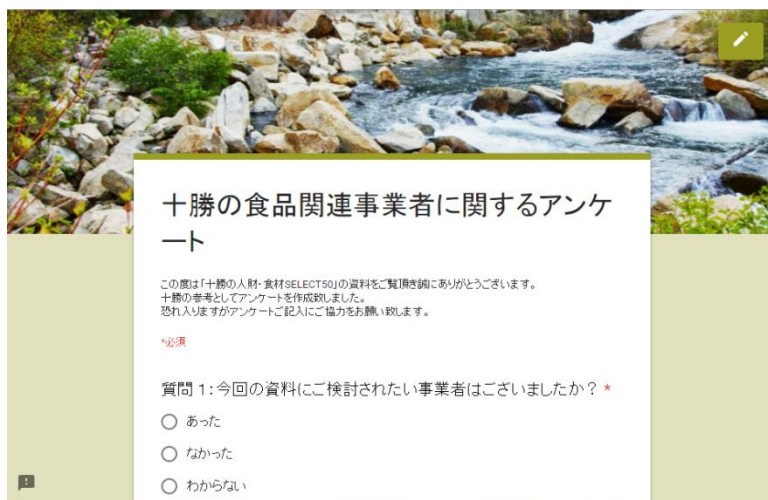 十勝の食品関連事業者に関するアンケ
ート
この度は「十勝の人財・食材SELECT50」の資料をご覧頂き誠にありがとうございます。
十勝の参考としてアンケートを作成致しました。
恐れ入りますがアンケートご記入にご協力をお願い致します。
*必須
質問1:今回の資料にご検討されたい事業者はございましたか？ *
あった
なかった
わからない